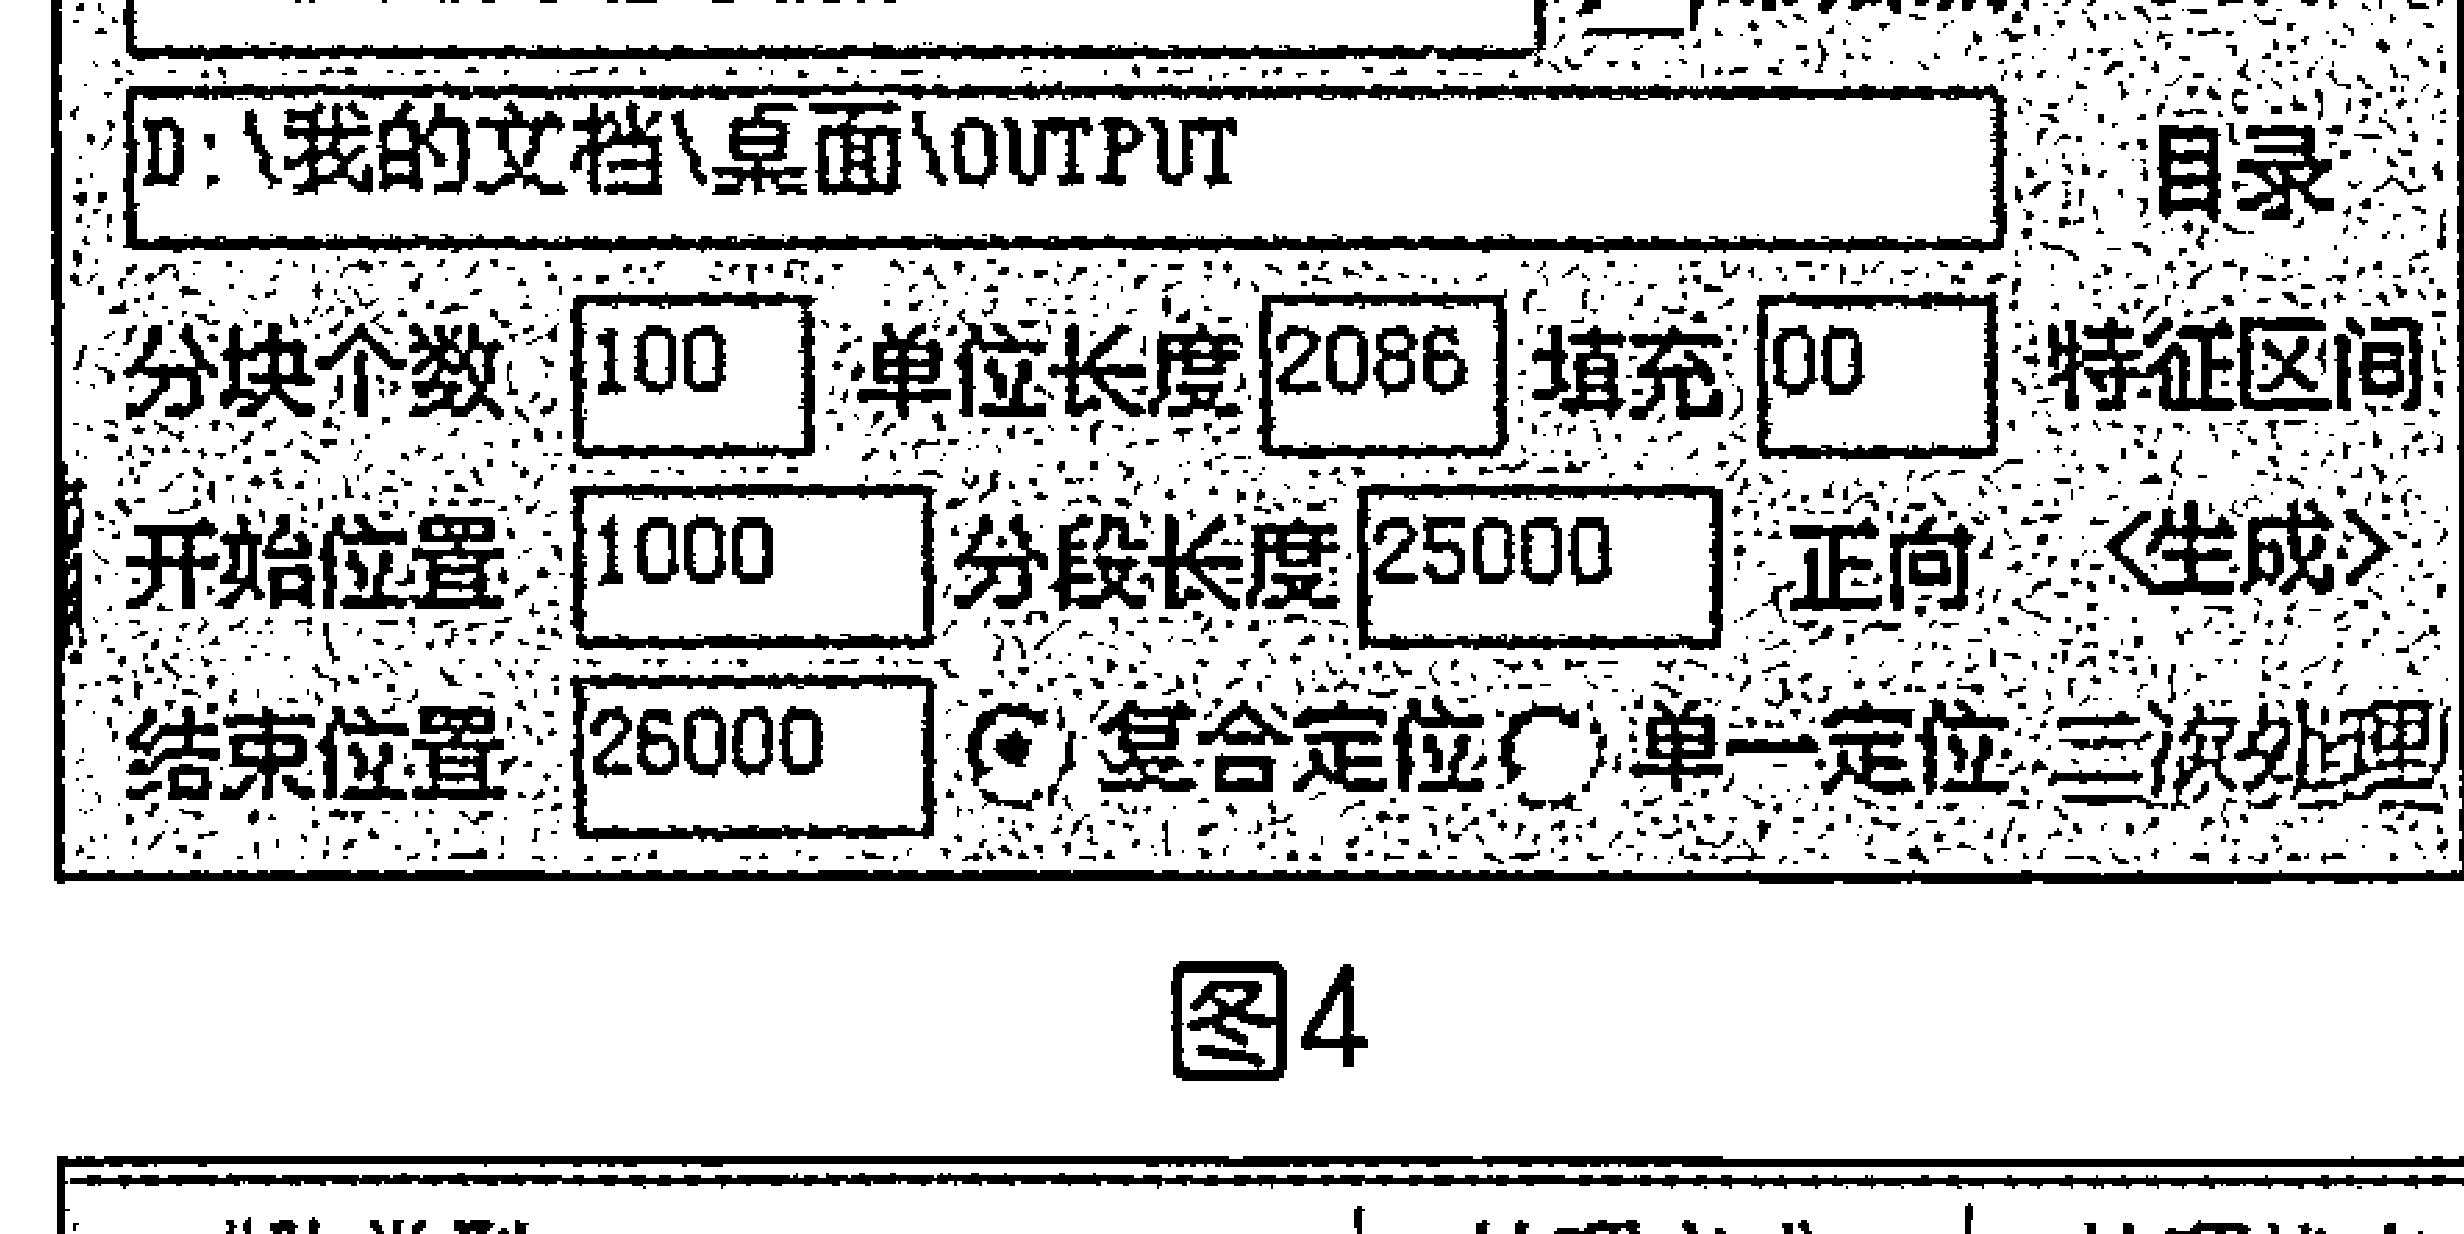 D:\我的文档\桌面\OUTPUT 目录
分块个数 100 单位长度 2086 填充 00 特征区间
开始位置 1000 分段长度 25000 正向 <生成>
结束位置 26000 复合定位 单一定位 三次处理
图4